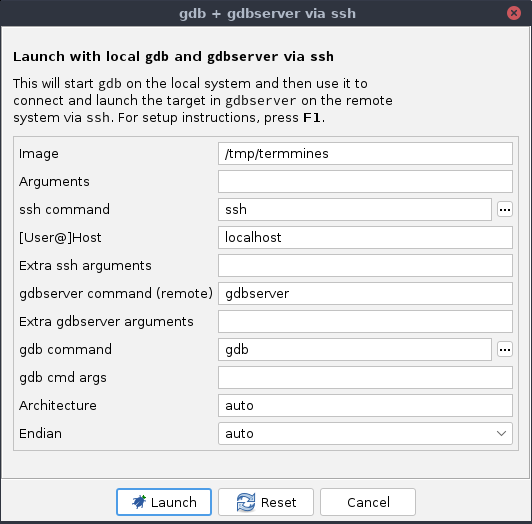 gdb + gdbserver via ssh
Launch with local gdb and gdbserver via ssh
This will start gdb on the local system and then use it to
connect and launch the target in gdbserver on the remote
system via ssh. For setup instructions, press F1.
Image /tmp/termmines
Arguments
ssh command ssh ...
[User@]Host localhost
Extra ssh arguments
gdbserver command (remote) gdbserver
Extra gdbserver arguments
gdb command gdb ...
gdb cmd args
Architecture auto
Endian auto
Launch Reset Cancel